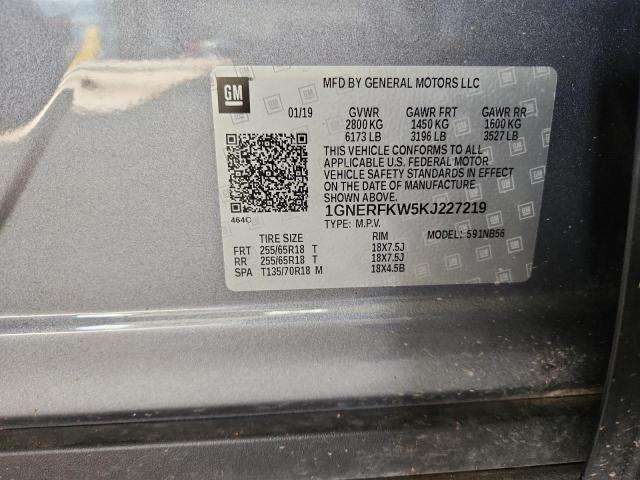 GM
MFD BY GENERAL MOTORS LLC
01/19 GVWR GAWR FRT GAWR RR
2800 KG 1450 KG 1600 KG
6173 LB 3196 LB 3527 LB
THIS VEHICLE CONFORMS TO ALL
APPLICABLE U.S. FEDERAL MOTOR
VEHICLE SAFETY STANDARDS IN EFFECT
ON THE DATE OF MANUFACTURE
SHOWN ABOVE.
1GNERFKW5KJ227219
464C
TYPE: M.P.V.
MODEL: 591NB56
TIRE SIZE RIM
FRT 255/65R18 T 18X7.5J
RR 255/65R18 T 18X7.5J
SPA T135/70R18 M 18X4.5B